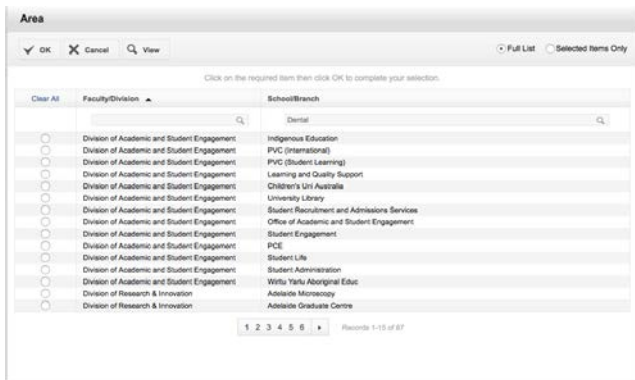 Area
OK Cancel View Full List Selected Items Only
Click on the required item then click OK to complete your selection.
Clear All Faculty/Division School/Branch
Dental
Division of Academic and Student Engagement Indigenous Education
Division of Academic and Student Engagement PVC (International)
Division of Academic and Student Engagement PVC (Student Learning)
Division of Academic and Student Engagement Learning and Quality Support
Division of Academic and Student Engagement Children's Uni Australia
Division of Academic and Student Engagement University Library
Division of Academic and Student Engagement Student Recruitment and Admissions Services
Division of Academic and Student Engagement Office of Academic and Student Engagement
Division of Academic and Student Engagement Student Engagement
Division of Academic and Student Engagement PCE
Division of Academic and Student Engagement Student Life
Division of Academic and Student Engagement Student Administration
Division of Academic and Student Engagement Wirltu Yarlu Aboriginal Educ
Division of Research & Innovation Adelaide Microscopy
Division of Research & Innovation Adelaide Graduate Centre
1 2 3 4 5 6 Records 1-15 of 87